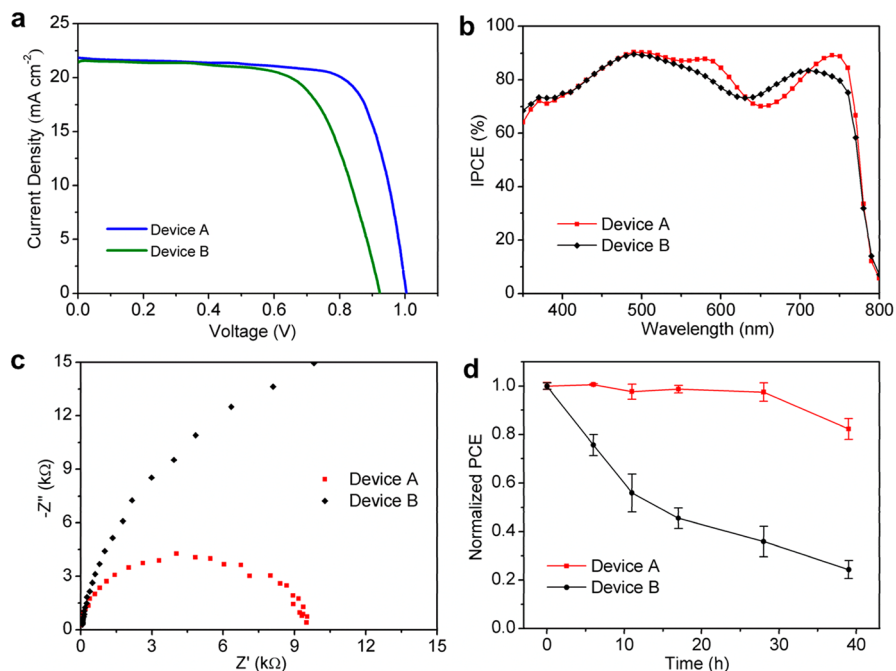 a
25
20
15
10
5
0
0.0 0.2 0.4 0.6 0.8 1.0
Current Density (mA cm-2)
Voltage (V)
Device A
Device B
b
100
80
60
40
20
0
400 500 600 700 800
IPCE (%)
Wavelength (nm)
Device A
Device B
c
15
12
9
6
3
0
0 3 6 9 12 15
-Z'' (kΩ)
Z' (kΩ)
Device A
Device B
d
1.0
0.8
0.6
0.4
0.2
0.0
0 10 20 30 40
Normalized PCE
Time (h)
Device A
Device B